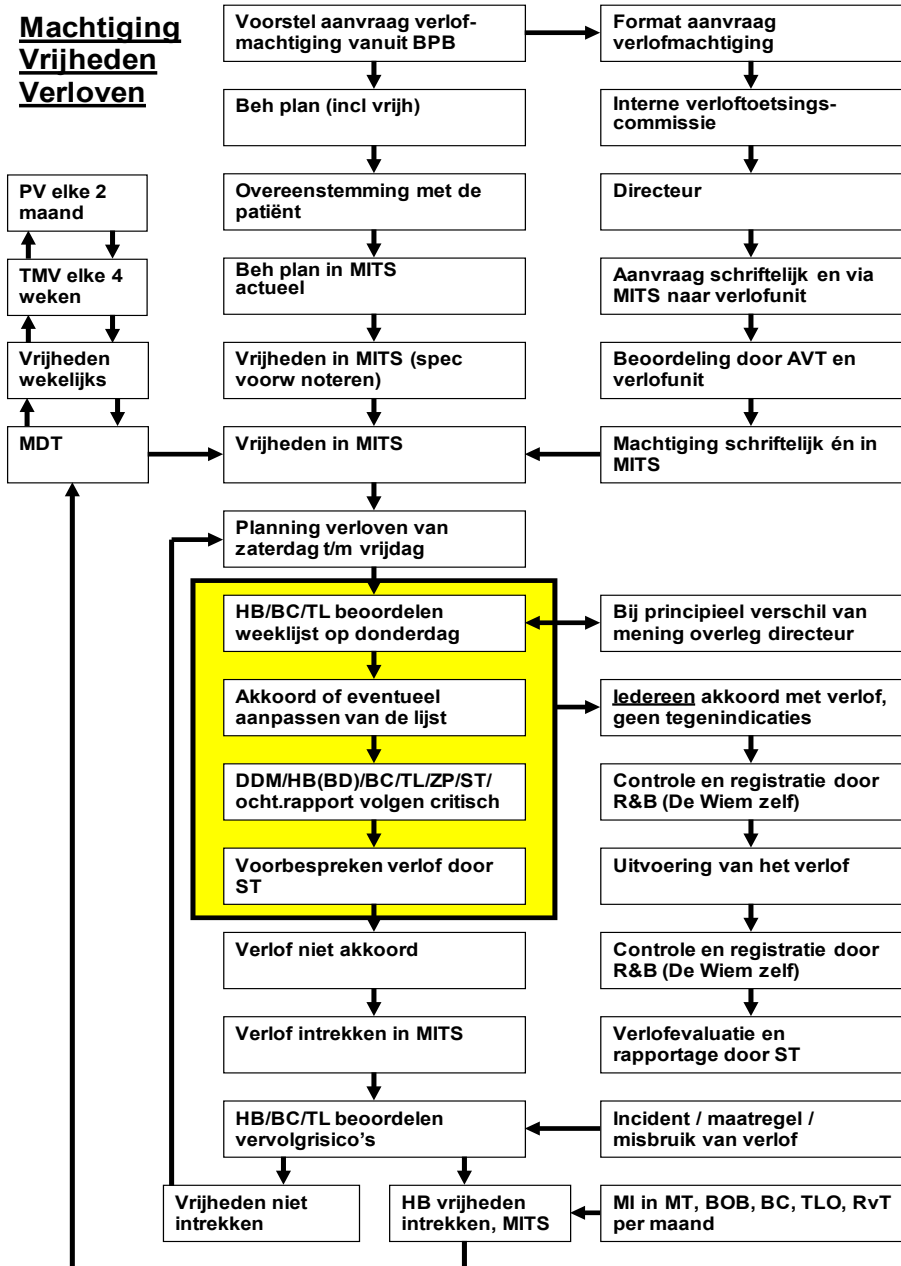 Machtiging
Vrijheden
Verloven
Voorstel aanvraag verlof-
machtiging vanuit BPB
Format aanvraag
verlofmachtiging
Beh plan (incl vrijh)
Interne verloftoetsings-
commissie
PV elke 2
maand
Overeenstemming met de
patiënt
Directeur
TMV elke 4
weken
Beh plan in MITS
actueel
Aanvraag schriftelijk en via
MITS naar verlofunit
Vrijheden
wekelijks
Vrijheden in MITS (spec
voorw noteren)
Beoordeling door AVT en
verlofunit
MDT
Vrijheden in MITS
Machtiging schriftelijk én in
MITS
Planning verloven van
zaterdag t/m vrijdag
HB/BC/TL beoordelen
weeklijst op donderdag
Bij principieel verschil van
mening overleg directeur
Akkoord of eventueel
aanpassen van de lijst
Iedereen akkoord met verlof,
geen tegenindicaties
DDM/HB(BD)/BC/TL/ZP/ST/
ocht.rapport volgen critisch
Controle en registratie door
R&B (De Wiem zelf)
Voorbespreken verlof door
ST
Uitvoering van het verlof
Verlof niet akkoord
Controle en registratie door
R&B (De Wiem zelf)
Verlof intrekken in MITS
Verlofevaluatie en
rapportage door ST
HB/BC/TL beoordelen
vervolgrisico's
Incident / maatregel /
misbruik van verlof
Vrijheden niet
intrekken
HB vrijheden
intrekken, MITS
MI in MT, BOB, BC, TLO, RvT
per maand